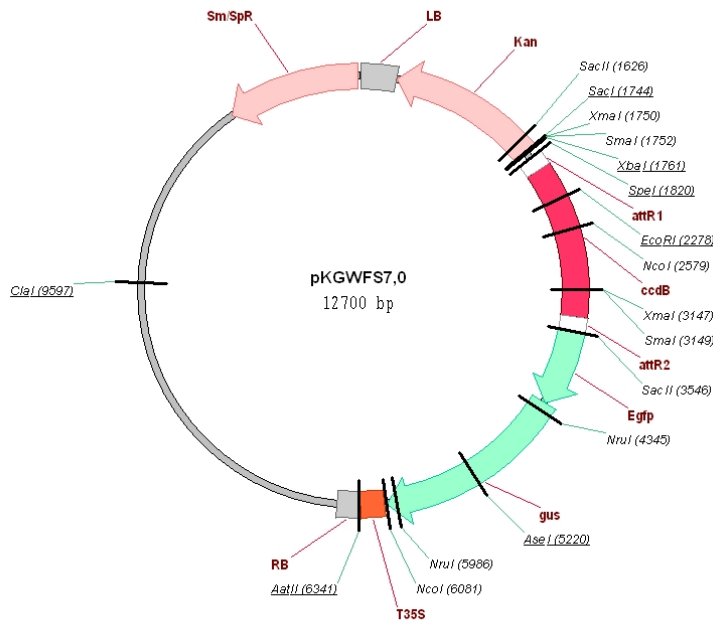 Sm/SpR
LB
Kan
SacII (1626)
SacI (1744)
XmaI (1750)
SmaI (1752)
XbaI (1761)
SpeI (1820)
attR1
EcoRI (2278)
NcoI (2579)
ccdB
XmaI (3147)
SmaI (3149)
attR2
SacII (3546)
Egfp
NruI (4345)
gus
AseI (5220)
NruI (5986)
NcoI (6081)
T35S
AatII (6341)
RB
ClaI (9597)
pKGWFS7,0
12700 bp